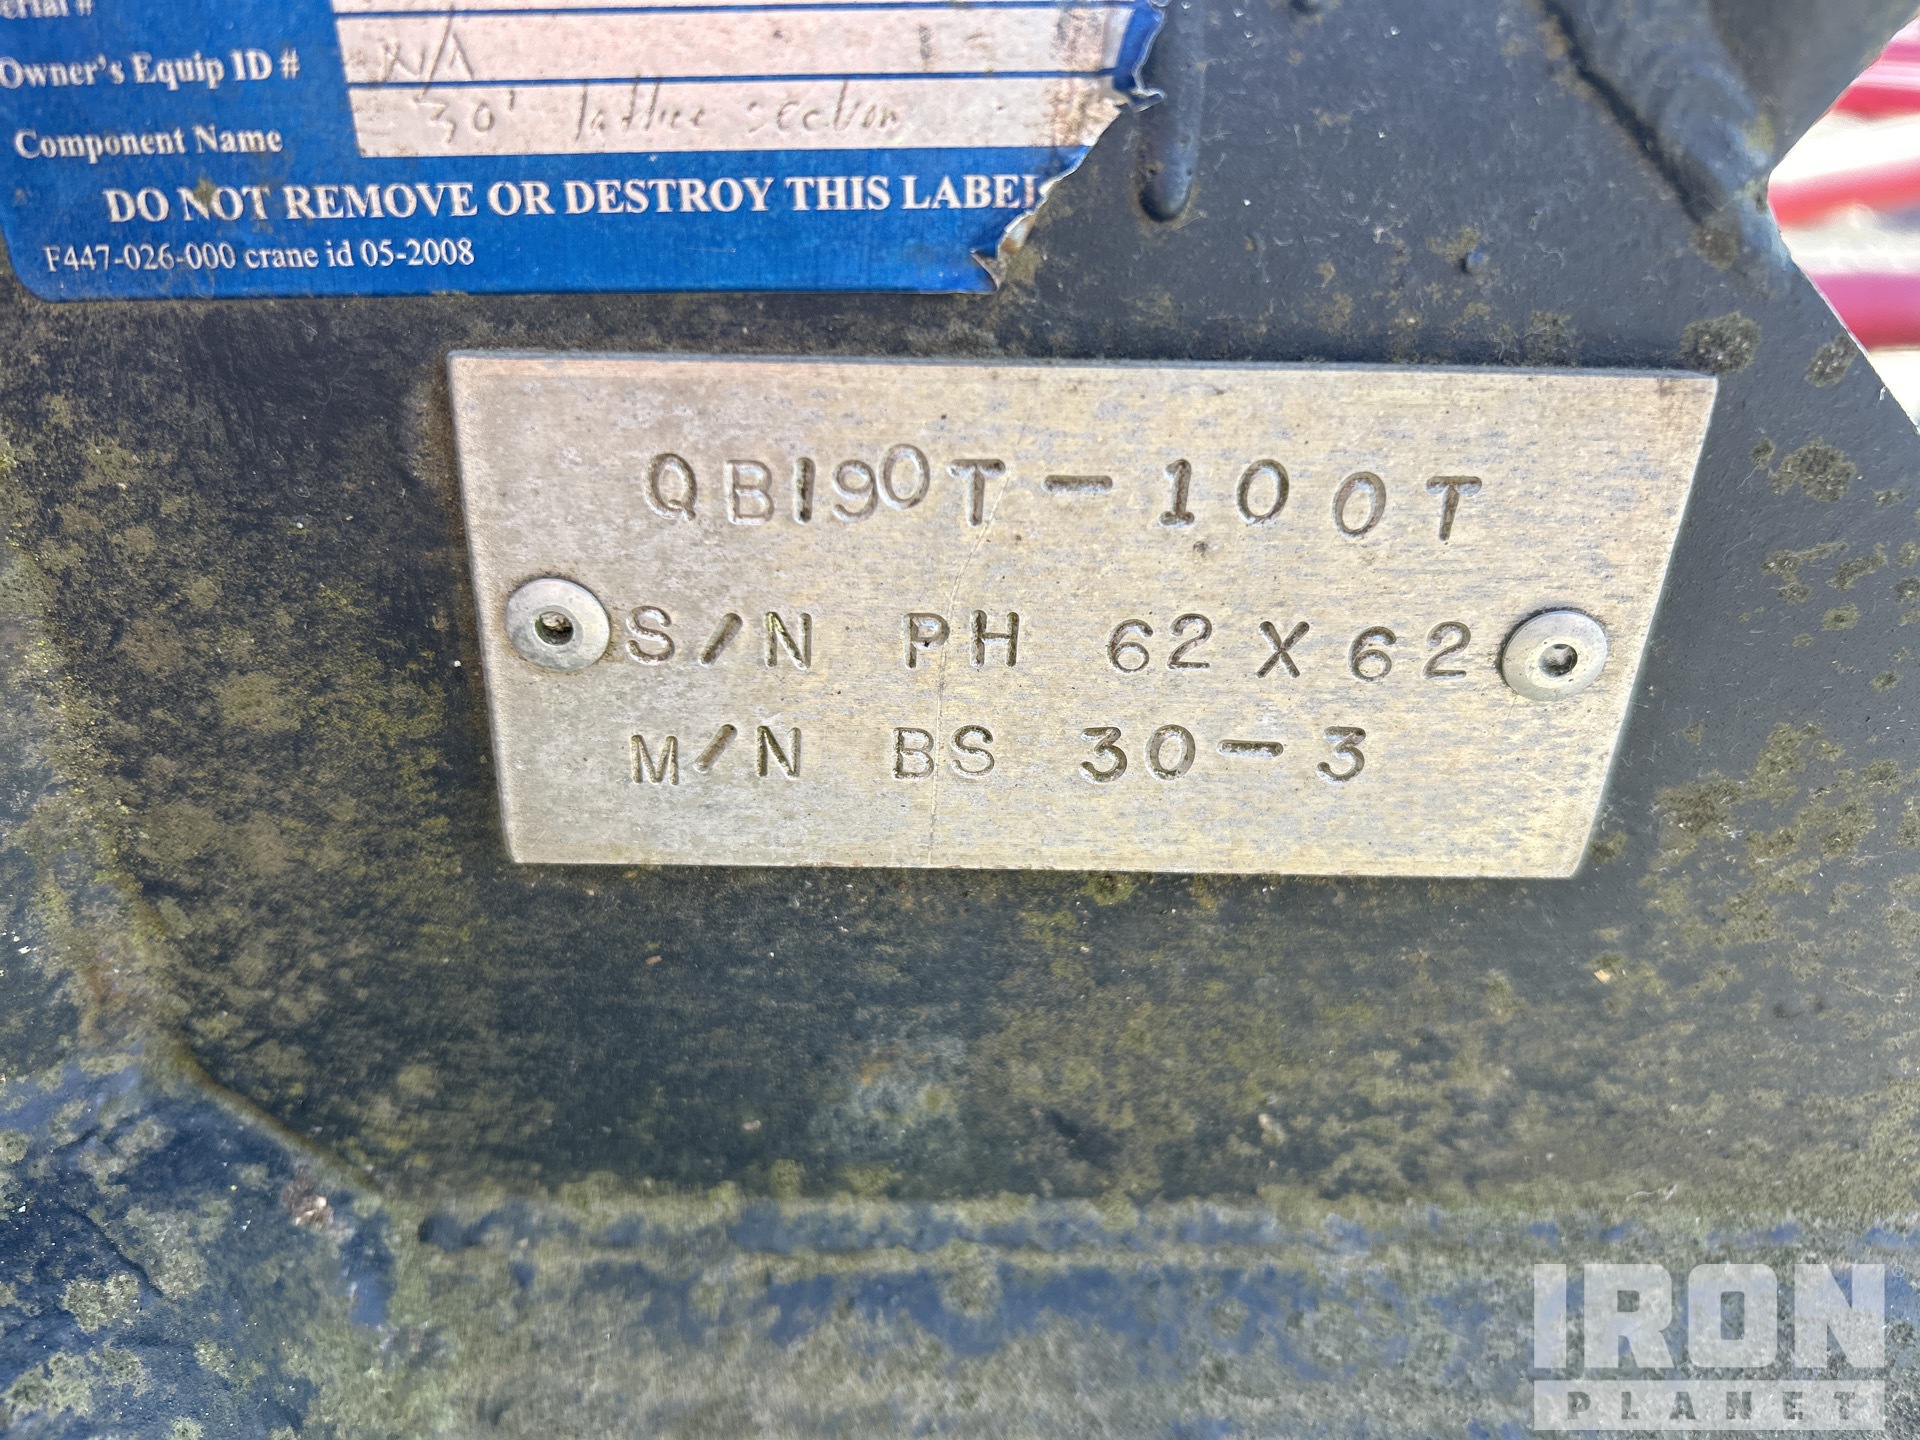 Serial #
Owner's Equip ID # N/A
Component Name 30' lattice section
DO NOT REMOVE OR DESTROY THIS LABEL
F447-026-000 crane id 05-2008
QB190T-100T
S/N PH 62X62
M/N BS 30-3
IRON
PLANET